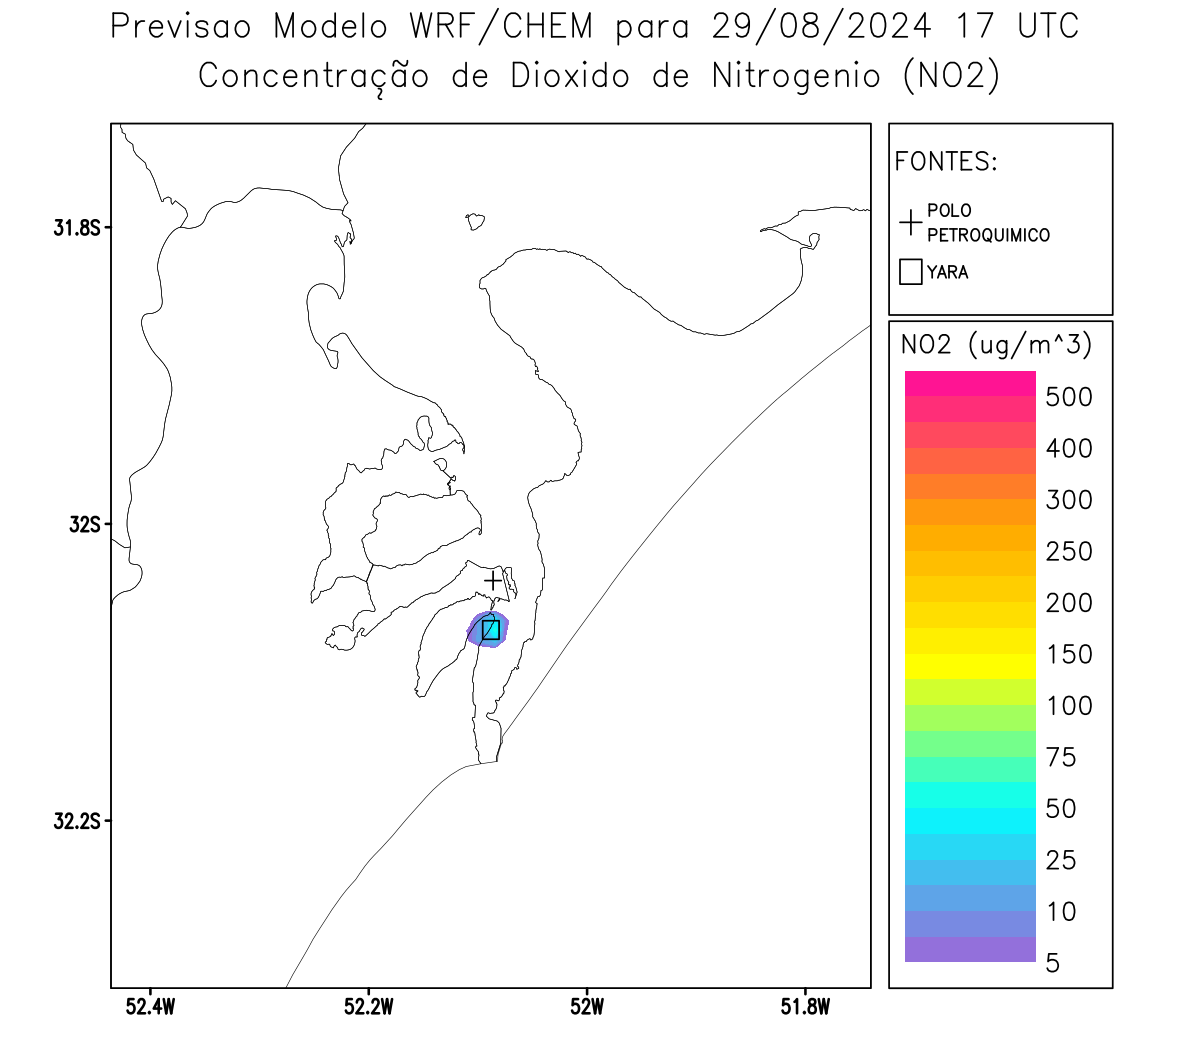 Previsao Modelo WRF/CHEM para 29/08/2024 17 UTC
Concentração de Dioxido de Nitrogenio (NO2)
FONTES:
POLO
PETROQUIMICO
YARA
31.8S
32S
32.2S
52.4W
52.2W
52W
51.8W
NO2 (ug/m^3)
500
400
300
250
200
150
100
75
50
25
10
5